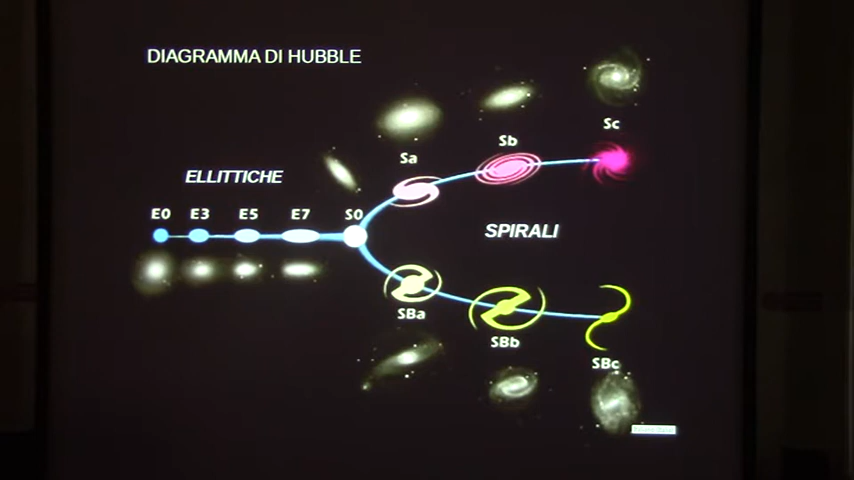 DIAGRAMMA DI HUBBLE
Sc
Sb
Sa
ELLITTICHE
E0 E3 E5 E7 S0
SPIRALI
SBa
SBb
SBc